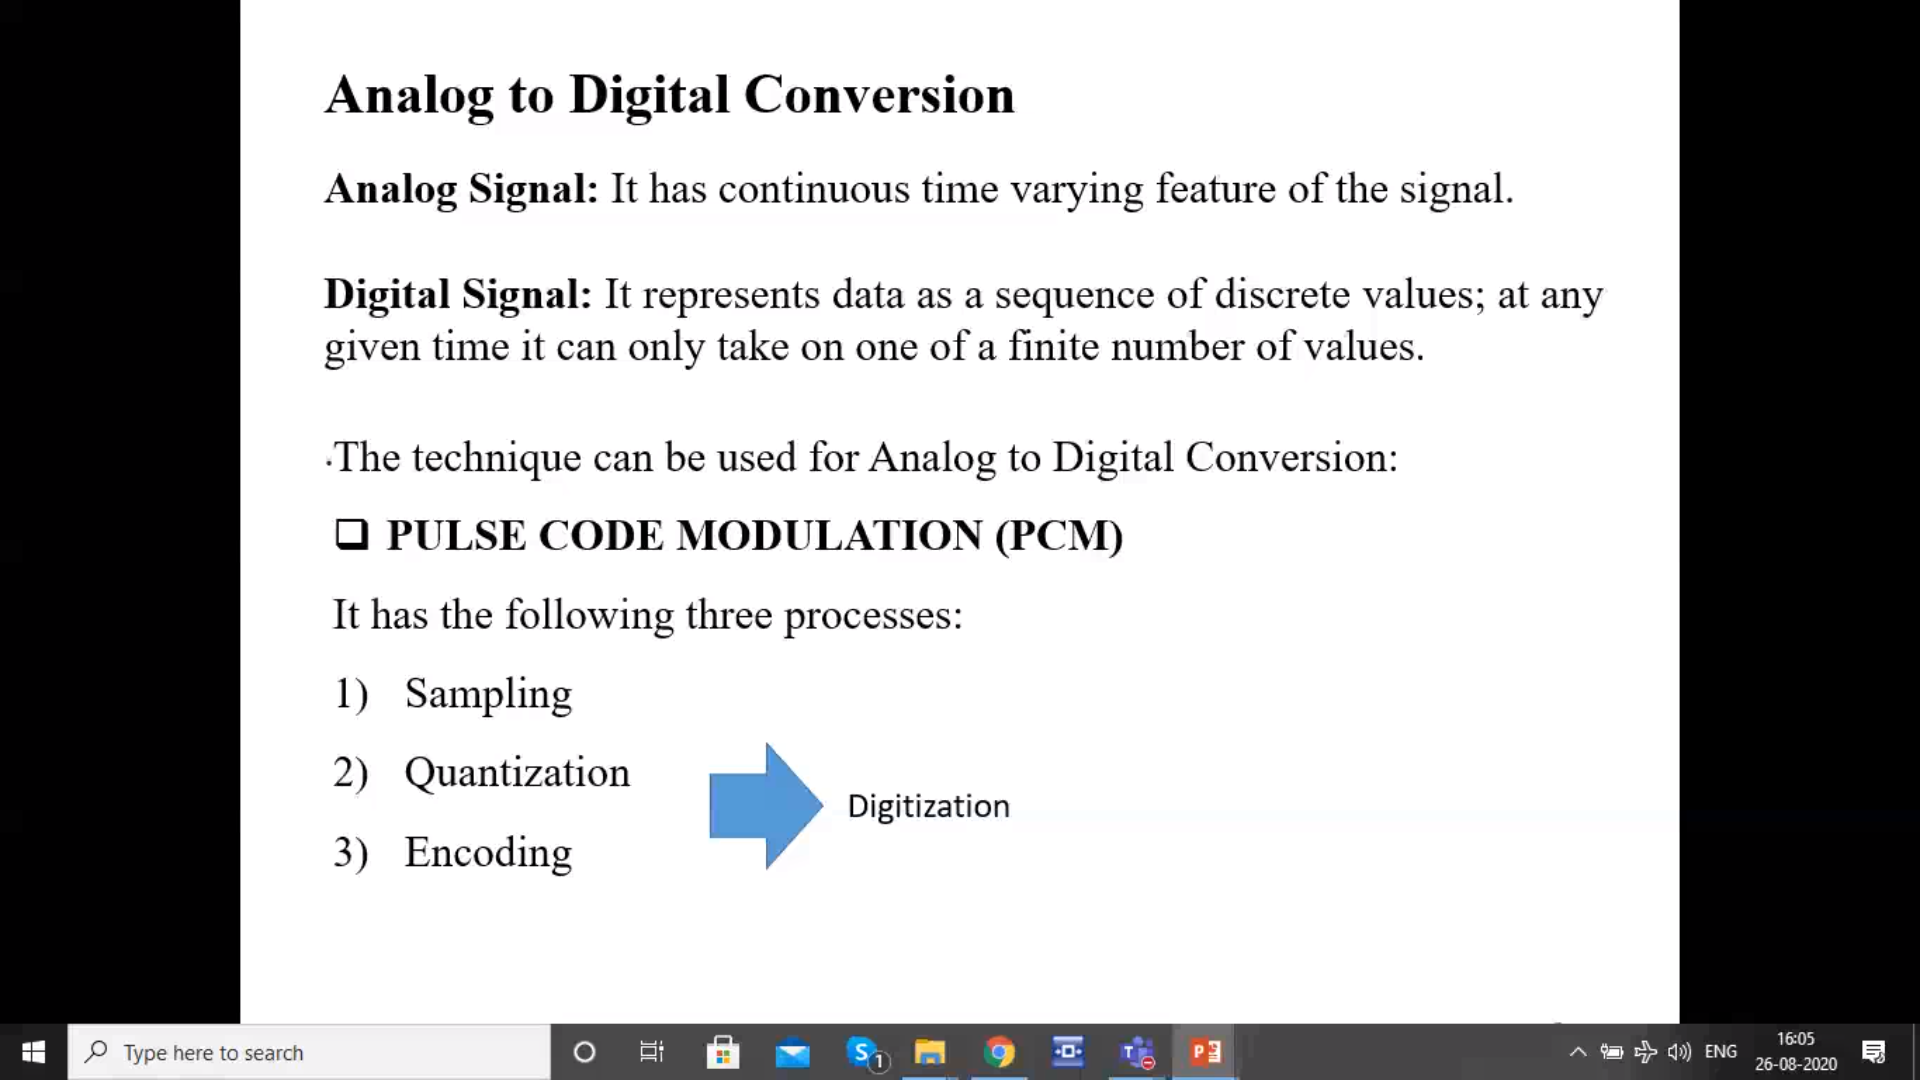 Analog to Digital Conversion
Analog Signal: It has continuous time varying feature of the signal.
Digital Signal: It represents data as a sequence of discrete values; at any
given time it can only take on one of a finite number of values.
.The technique can be used for Analog to Digital Conversion:
❑ PULSE CODE MODULATION (PCM)
It has the following three processes:
1) Sampling
2) Quantization
Digitization
3) Encoding
Type here to search
S
1
T
P
ENG
16:05
26-08-2020